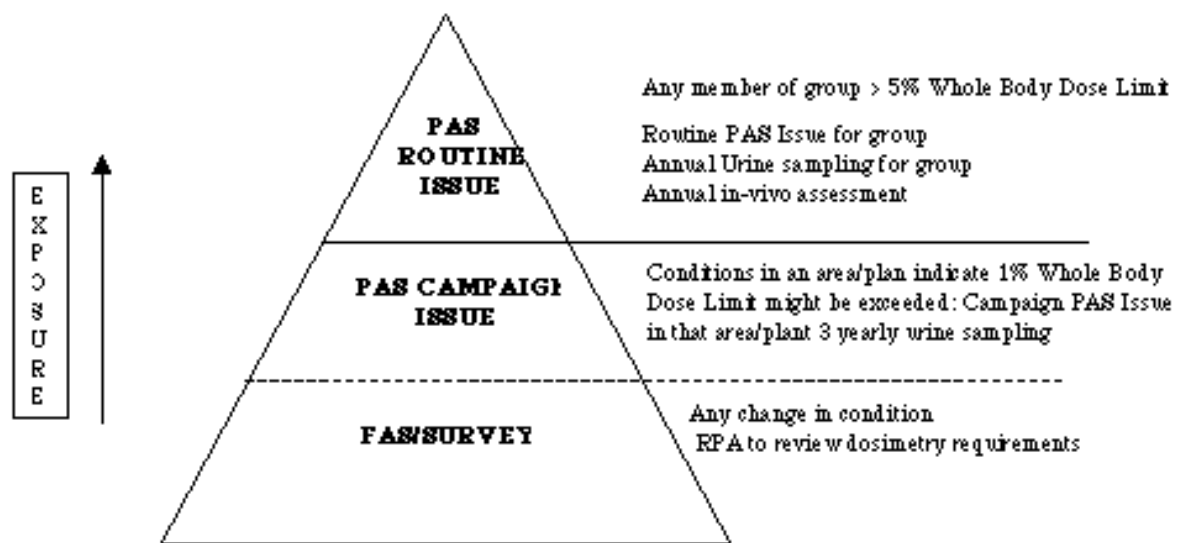 Any member of group > 5% Whole Body Dose Limit
PAS
ROUTINE
ISSUE
Routine PAS Issue for group
Annual Urine sampling for group
Annual in-vivo assessment
EXPOSURE
PAS CAMPAIGI
ISSUE
Conditions in an area/plan indicate 1% Whole Body
Dose Limit might be exceeded: Campaign PAS Issue
in that area/plant 3 yearly urine sampling
FAS/SURVEY
Any change in condition
RPA to review dosimetry requirements